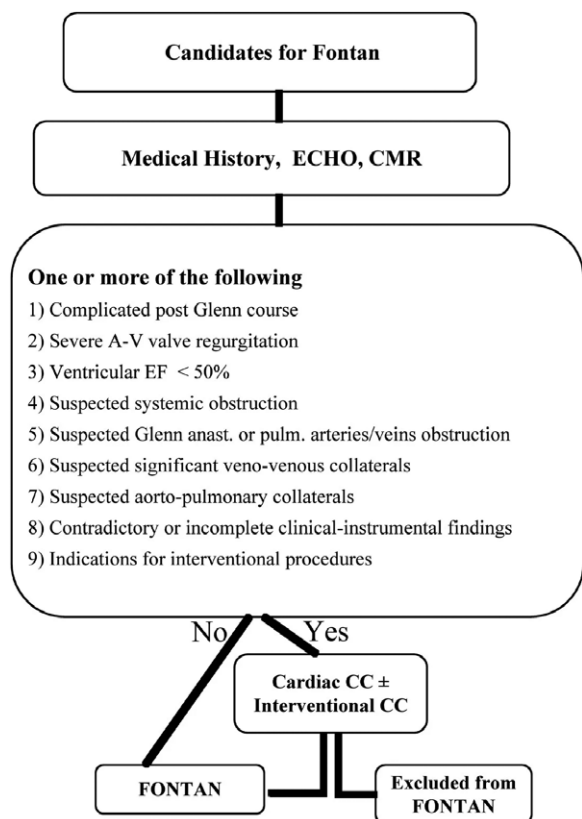 Candidates for Fontan
Medical History, ECHO, CMR
One or more of the following
1) Complicated post Glenn course
2) Severe A-V valve regurgitation
3) Ventricular EF < 50%
4) Suspected systemic obstruction
5) Suspected Glenn anast. or pulm. arteries/veins obstruction
6) Suspected significant veno-venous collaterals
7) Suspected aorto-pulmonary collaterals
8) Contradictory or incomplete clinical-instrumental findings
9) Indications for interventional procedures
No Yes
Cardiac CC ±
Interventional CC
FONTAN
Excluded from
FONTAN